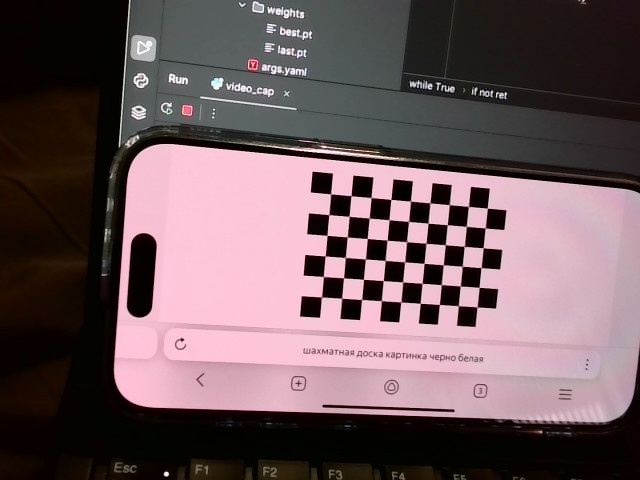 weights
best.pt
last.pt
args.yaml
Run
video_cap
while True › if not ret
шахматная доска картинка черно белая
3
Esc
F1
F2
F3
F4
F5